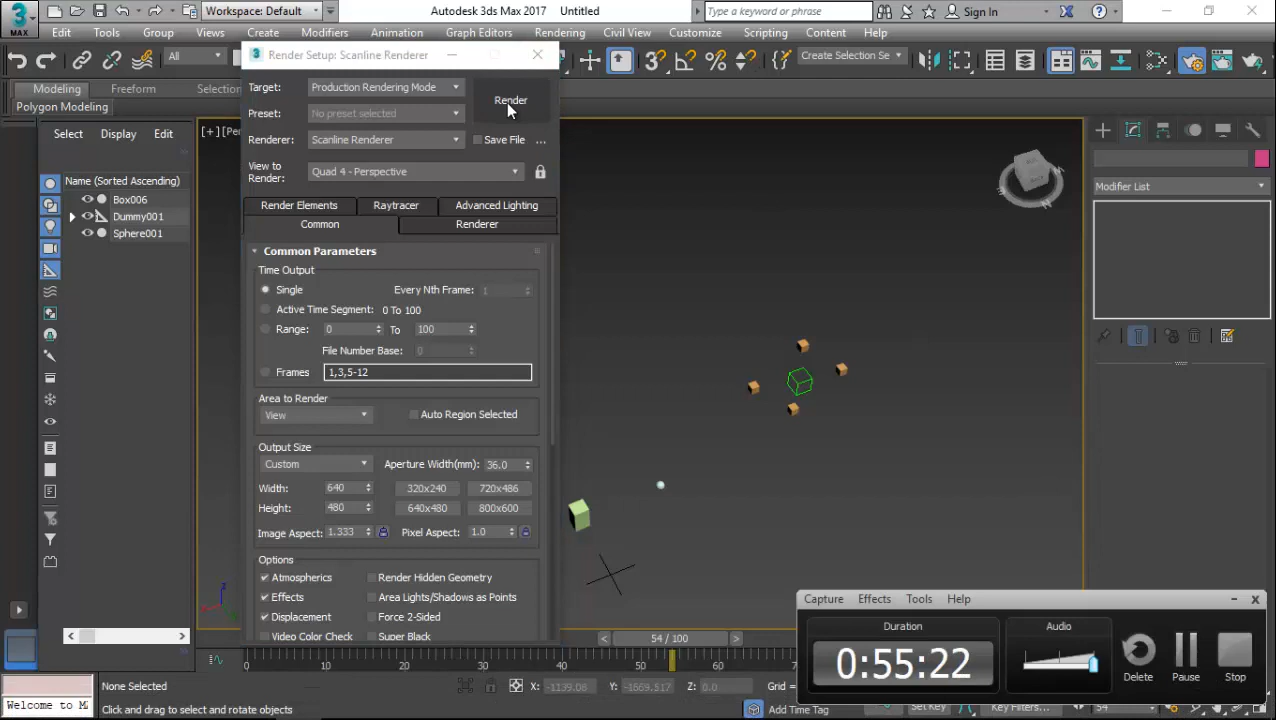 Workspace: Default
Autodesk 3ds Max 2017 Untitled
Type a keyword or phrase
Sign In
MAX
Edit Tools Group Views Create Modifiers Animation Graph Editors Rendering Civil View Customize Scripting Content Help
All
Create Selection Se
Modeling Freeform Selection
Polygon Modeling
Select Display Edit
Name (Sorted Ascending)
Box006
Dummy001
Sphere001
Render Setup: Scanline Renderer
Target: Production Rendering Mode
Render
Preset: No preset selected
Renderer: Scanline Renderer
Save File ...
View to Render: Quad 4 - Perspective
Render Elements Raytracer Advanced Lighting
Common Renderer
Common Parameters
Time Output
Single Every Nth Frame: 1
Active Time Segment: 0 To 100
Range: 0 To 100
File Number Base: 0
Frames 1,3,5-12
Area to Render
View Auto Region Selected
Output Size
Custom Aperture Width(mm): 36.0
Width: 640 320x240 720x486
Height: 480 640x480 800x600
Image Aspect: 1.333 Pixel Aspect: 1.0
Options
Atmospherics Render Hidden Geometry
Effects Area Lights/Shadows as Points
Displacement Force 2-Sided
Video Color Check Super Black
Modifier List
Capture Effects Tools Help
Duration Audio
0:55:22
Delete Pause Stop
54 / 100
0 10 20 30 40 50 60
None Selected
X: -1139.08 Y: -1669.517 Z: 0.0 Grid =
Welcome to M
Click and drag to select and rotate objects
Add Time Tag
54
Set Key Key Filters...